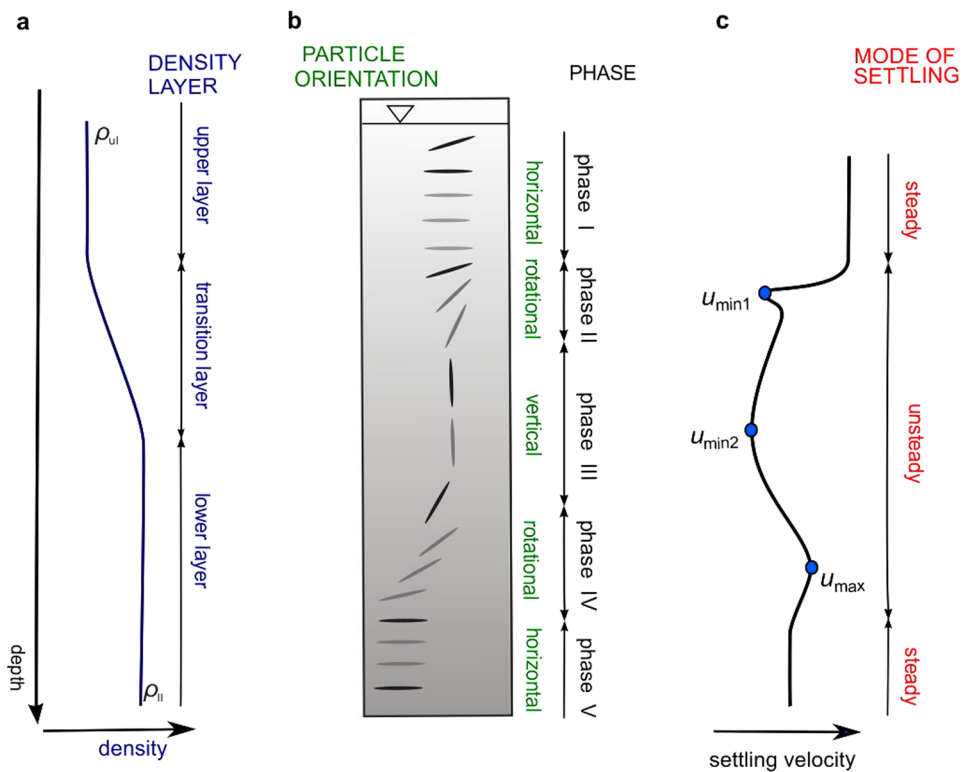 a
DENSITY
LAYER
ρul
upper layer
transition layer
lower layer
ρll
depth
density
b
PARTICLE
ORIENTATION
PHASE
horizontal
phase I
rotational
phase II
vertical
phase III
rotational
phase IV
horizontal
phase V
c
MODE OF
SETTLING
steady
umin1
umin2
unsteady
umax
steady
settling velocity